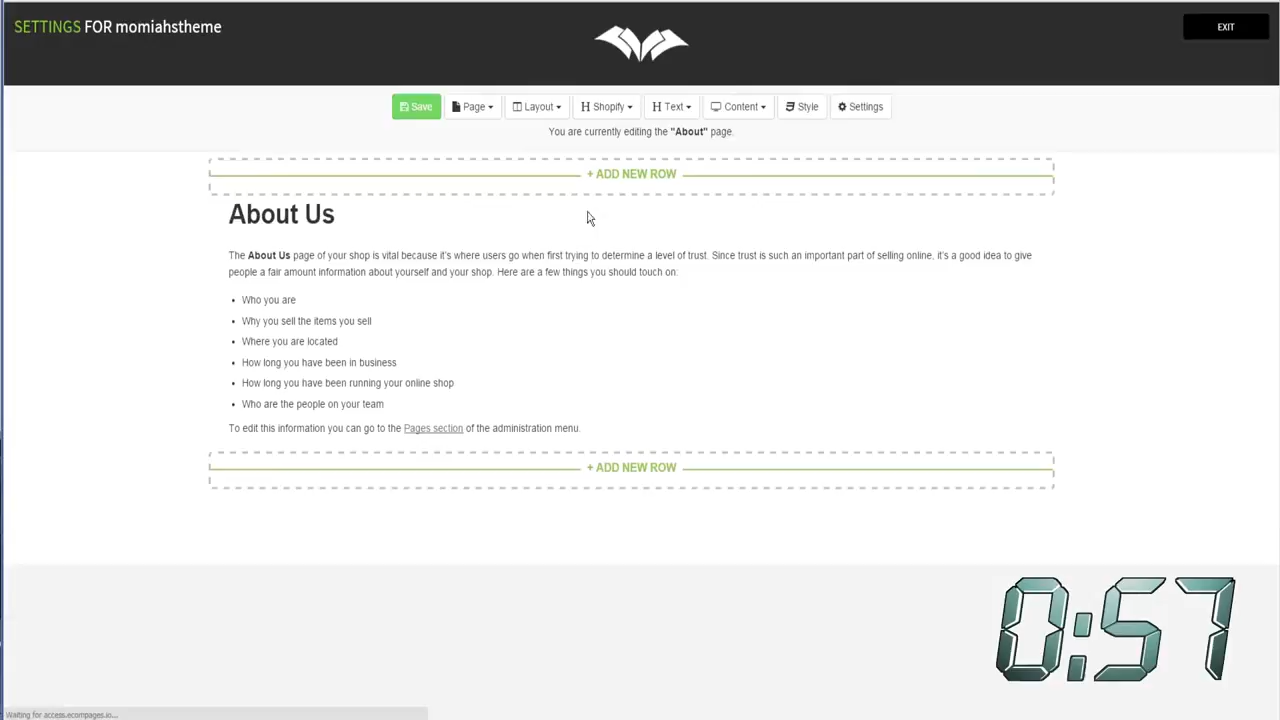 SETTINGS FOR momiahstheme
EXIT
Save Page Layout Shopify Text Content Style Settings
You are currently editing the "About" page.
+ ADD NEW ROW
About Us
The About Us page of your shop is vital because it's where users go when first trying to determine a level of trust. Since trust is such an important part of selling online, it's a good idea to give
people a fair amount information about yourself and your shop. Here are a few things you should touch on:
• Who you are
• Why you sell the items you sell
• Where you are located
• How long you have been in business
• How long you have been running your online shop
• Who are the people on your team
To edit this information you can go to the Pages section of the administration menu.
+ ADD NEW ROW
0:57
Waiting for access.ecompages.io...